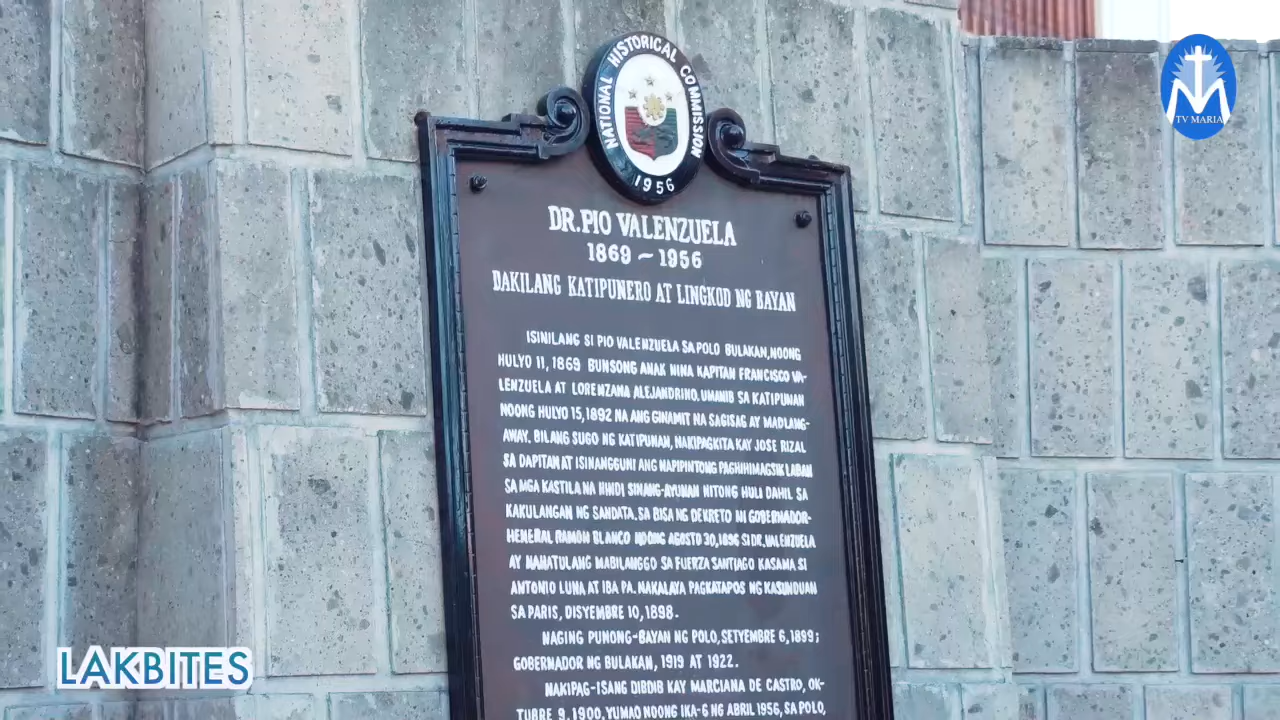 TV MARIA
NATIONAL HISTORICAL COMMISSION
1956
DR. PIO VALENZUELA
1869 ~ 1956
DAKILANG KATIPUNERO AT LINGKOD NG BAYAN
ISINILANG SI PIO VALENZUELA SA POLO BULAKAN, NOONG
HULYO 11, 1869 BUNSONG ANAK NINA KAPITAN FRANCISCO VA-
LENZUELA AT LORENZANA ALEJANDRINO. UMANIB SA KATIPUNAN
NOONG HULYO 15, 1892 NA ANG GINAMIT NA SAGISAG AY MADLANG-
AWAY. BILANG SUGO NG KATIPUNAN, NAKIPAGKITA KAY JOSE RIZAL
SA DAPITAN AT ISINANGGUNI ANG NAPIPINTONG PAGHIHIMAGSIK LABAN
SA MGA KASTILA NA HINDI SINANG-AYUNAN NITONG HULI DAHIL SA
KAKULANGAN NG SANDATA. SA BISA NG DEKRETO NI GOBERNADOR-
HENERAL RAMON BLANCO NOONG AGOSTO 30, 1896 SI DR. VALENZUELA
AY NAHATULANG MABILANGGO SA FUERZA SANTIAGO KASAMA SI
ANTONIO LUNA AT IBA PA. NAKALAYA PAGKATAPOS NG KASUNDUAN
SA PARIS, DISYEMBRE 10, 1898.
NAGING PUNONG-BAYAN NG POLO, SETYEMBRE 6, 1899;
GOBERNADOR NG BULAKAN, 1919 AT 1922.
NAKIPAG-ISANG DIBDIB KAY MARCIANA DE CASTRO, OK-
TUBRE 9, 1900. YUMAO NOONG IKA-6 NG ABRIL 1956, SA POLO,
LAKBITES